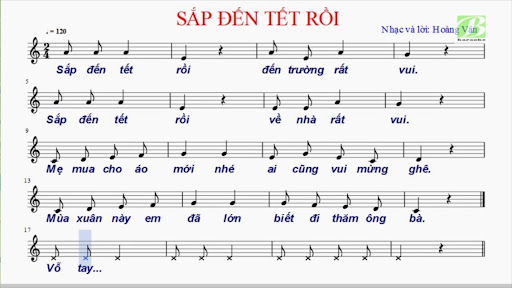 SẮP ĐẾN TẾT RỒI
= 120
Nhạc và lời: Hoàng Vân
karaoke
Sắp đến tết rồi đến trường rất vui.
5
Sắp đến tết rồi về nhà rất vui.
9
Mẹ mua cho áo mới nhé ai cũng vui mừng ghê.
13
Mùa xuân này em đã lớn biết đi thăm ông bà.
17
Vỗ tay...